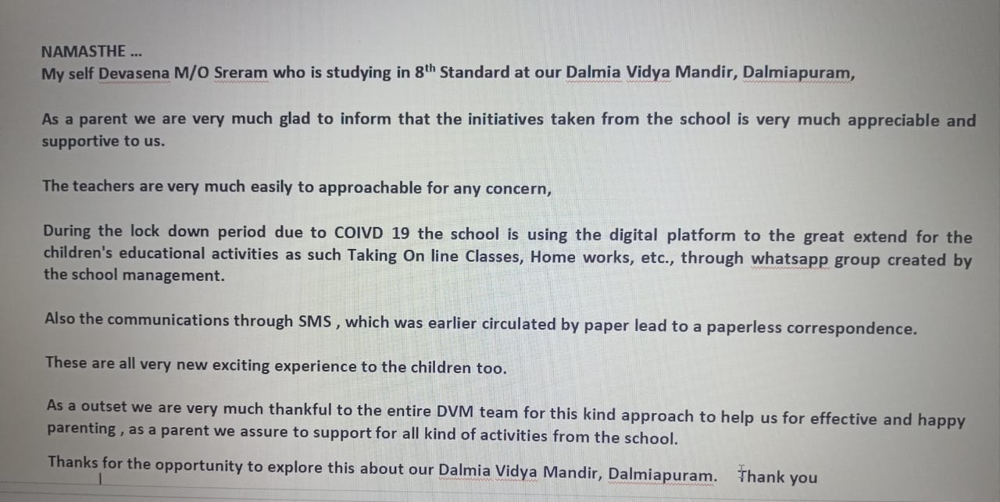 NAMASTHE ...
My self Devasena M/O Sreram who is studying in 8th Standard at our Dalmia Vidya Mandir, Dalmiapuram,
As a parent we are very much glad to inform that the initiatives taken from the school is very much appreciable and
supportive to us.
The teachers are very much easily to approachable for any concern,
During the lock down period due to COIVD 19 the school is using the digital platform to the great extend for the
children's educational activities as such Taking On line Classes, Home works, etc., through whatsapp group created by
the school management.
Also the communications through SMS , which was earlier circulated by paper lead to a paperless correspondence.
These are all very new exciting experience to the children too.
As a outset we are very much thankful to the entire DVM team for this kind approach to help us for effective and happy
parenting , as a parent we assure to support for all kind of activities from the school.
Thanks for the opportunity to explore this about our Dalmia Vidya Mandir, Dalmiapuram. Thank you